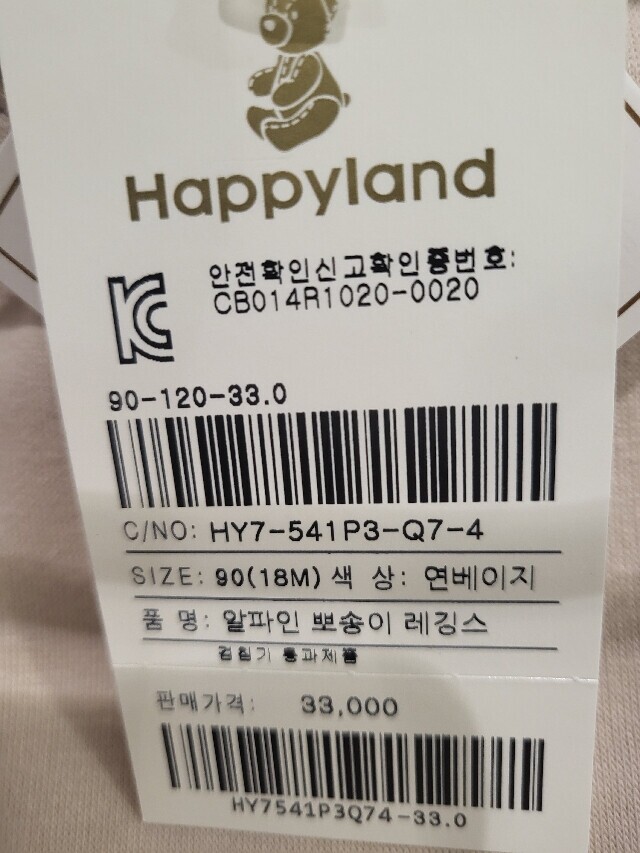 Happyland
안전확인신고확인증번호:
CB014R1020-0020
90-120-33.0
C/NO: HY7-541P3-Q7-4
SIZE: 90(18M) 색 상: 연베이지
품 명: 알파인 뽀송이 레깅스
검침기 통과제품
판매가격: 33,000
HY7541P3Q74-33.0